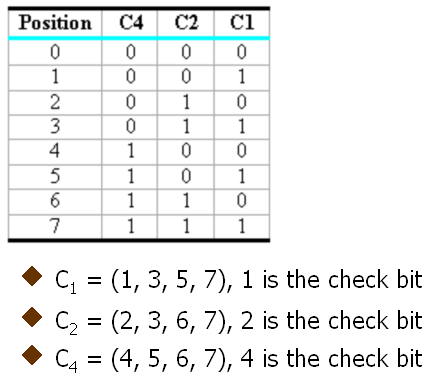 Position C4 C2 C1
0 0 0 0
1 0 0 1
2 0 1 0
3 0 1 1
4 1 0 0
5 1 0 1
6 1 1 0
7 1 1 1
◆ C₁ = (1, 3, 5, 7), 1 is the check bit
◆ C₂ = (2, 3, 6, 7), 2 is the check bit
◆ C₄ = (4, 5, 6, 7), 4 is the check bit